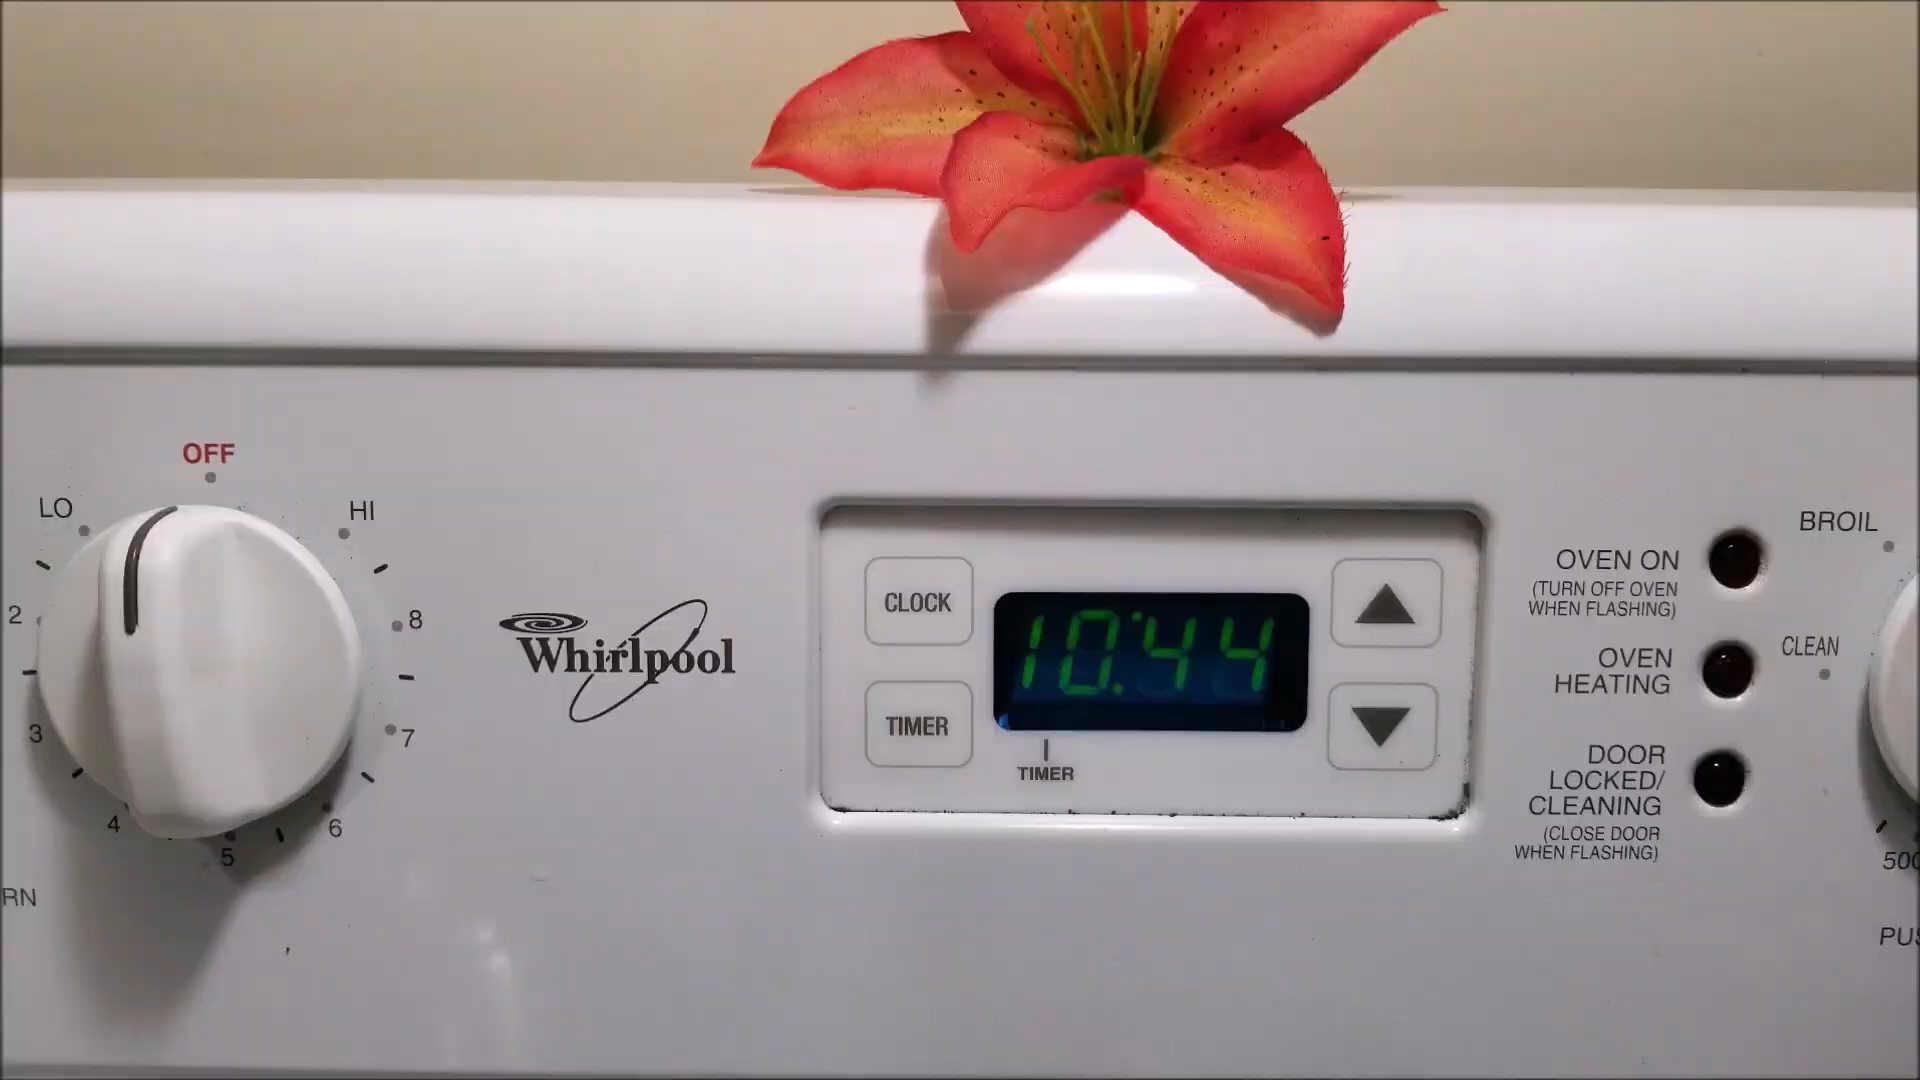 OFF
LO
HI
2
8
3
7
4
6
5
RN
Whirlpool
CLOCK
TIMER
10:44
TIMER
OVEN ON
(TURN OFF OVEN
WHEN FLASHING)
OVEN
HEATING
DOOR
LOCKED/
CLEANING
(CLOSE DOOR
WHEN FLASHING)
BROIL
CLEAN
500
PUS